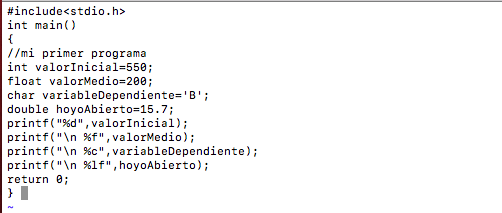 #include<stdio.h>
int main()
{
//mi primer programa
int valorInicial=550;
float valorMedio=200;
char variableDependiente='B';
double hoyoAbierto=15.7;
printf("%d",valorInicial);
printf("\n %f",valorMedio);
printf("\n %c",variableDependiente);
printf("\n %lf",hoyoAbierto);
return 0;
}
~